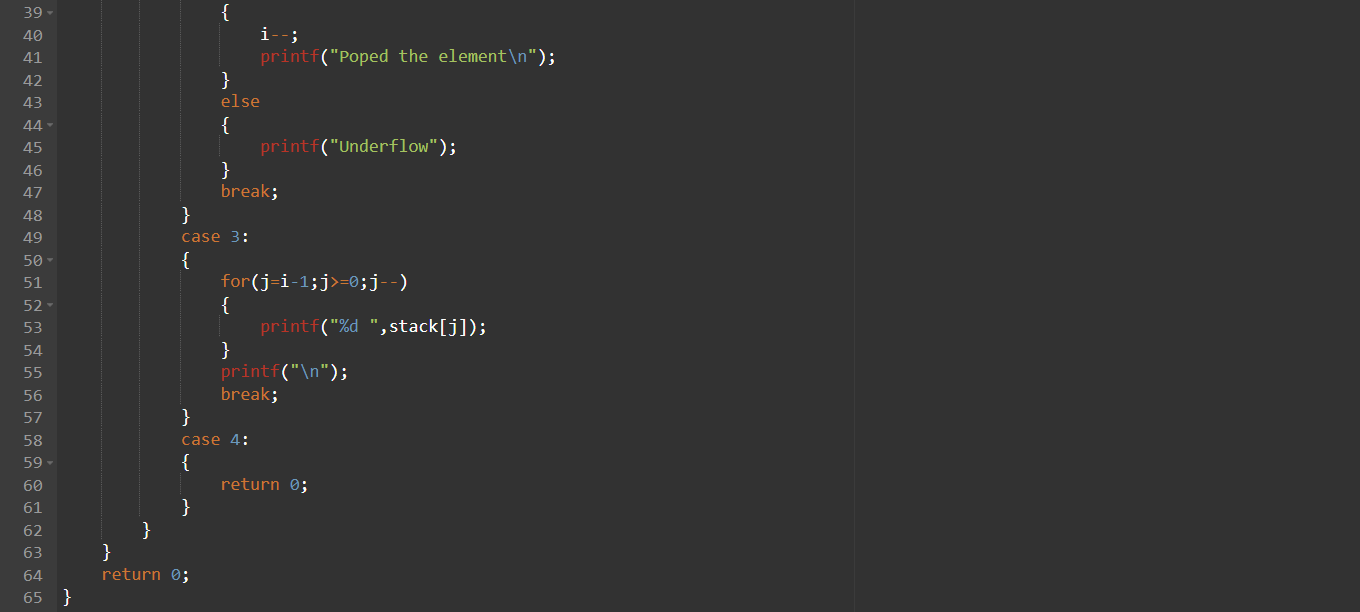 39 {
40 i--;
41 printf("Poped the element\n");
42 }
43 else
44 {
45 printf("Underflow");
46 }
47 break;
48 }
49 case 3:
50 {
51 for(j=i-1;j>=0;j--)
52 {
53 printf("%d ",stack[j]);
54 }
55 printf("\n");
56 break;
57 }
58 case 4:
59 {
60 return 0;
61 }
62 }
63 }
64 return 0;
65 }